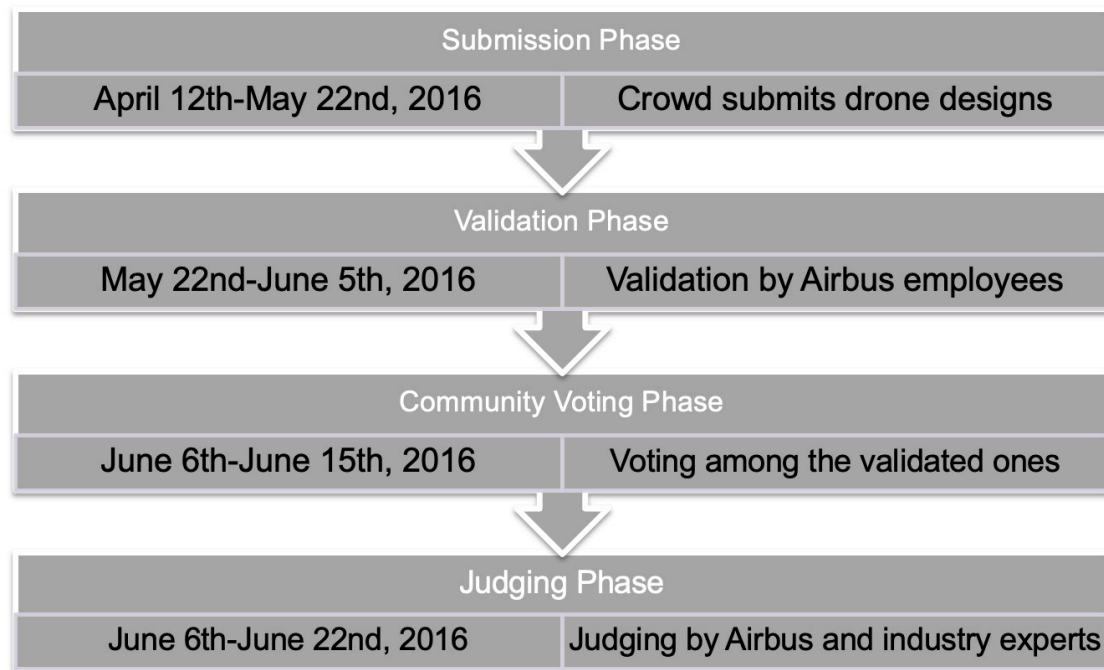 Submission Phase
April 12th-May 22nd, 2016 Crowd submits drone designs
Validation Phase
May 22nd-June 5th, 2016 Validation by Airbus employees
Community Voting Phase
June 6th-June 15th, 2016 Voting among the validated ones
Judging Phase
June 6th-June 22nd, 2016 Judging by Airbus and industry experts